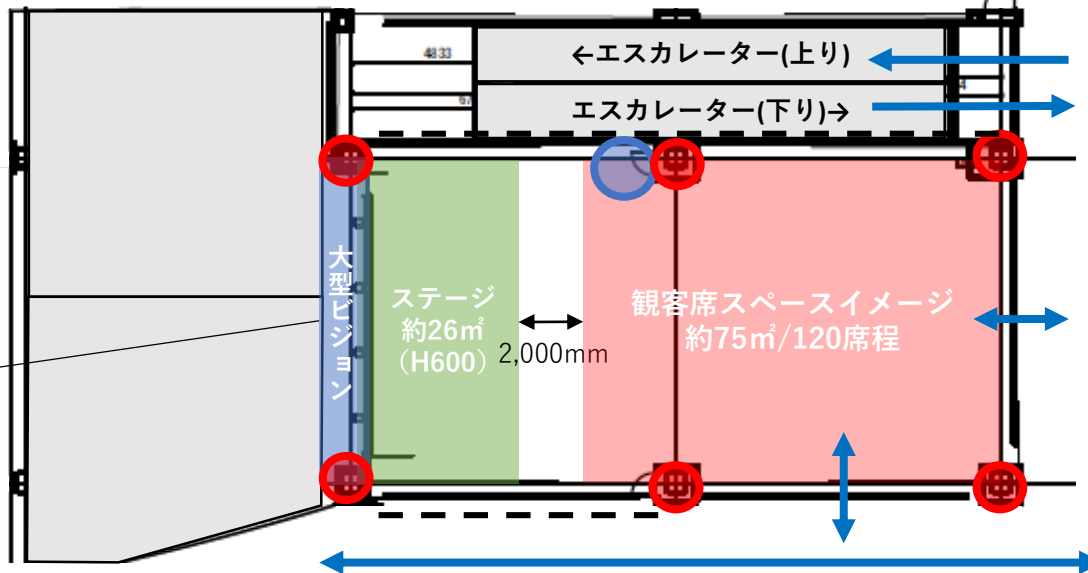 4833
←エスカレーター(上り)
エスカレーター(下り)→
大型ビジョン
ステージ
約26㎡
（H600）
2,000mm
観客席スペースイメージ
約75㎡/120席程